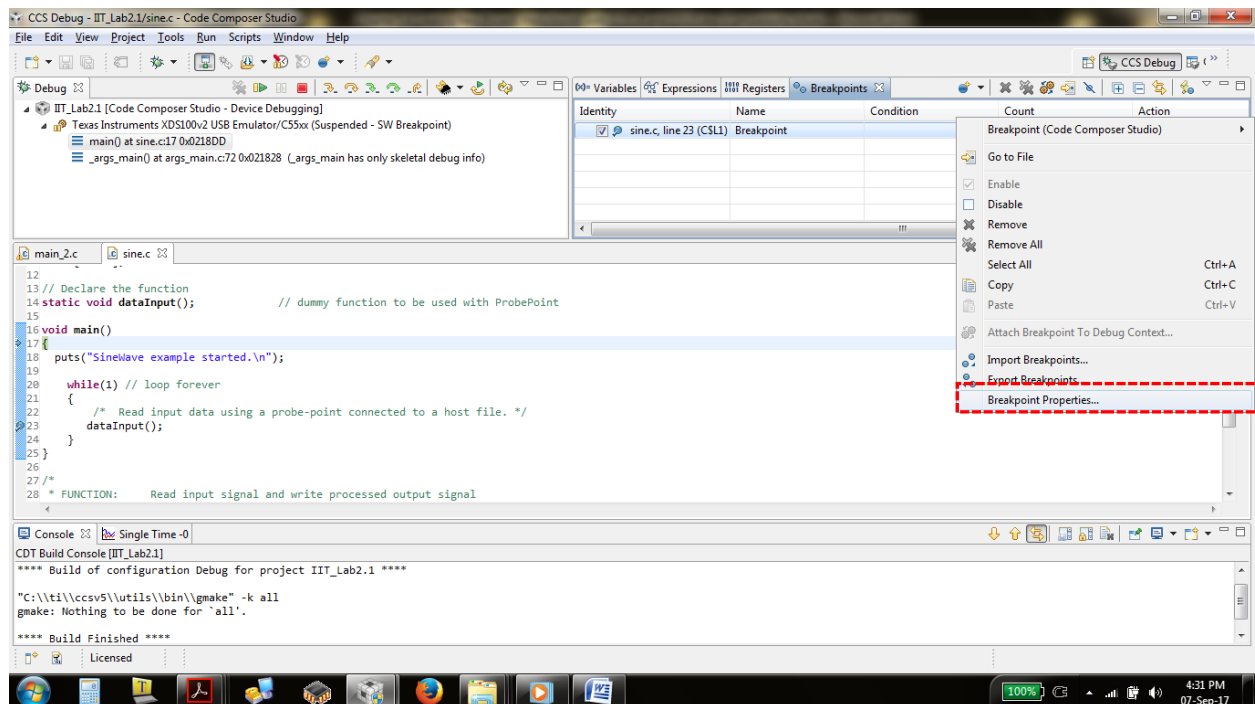 CCS Debug - IIT_Lab2.1/sine.c - Code Composer Studio
File Edit View Project Tools Run Scripts Window Help
CCS Debug
Debug
(x)= Variables Expressions Registers Breakpoints
IIT_Lab2.1 [Code Composer Studio - Device Debugging]
Texas Instruments XDS100v2 USB Emulator/C55xx (Suspended - SW Breakpoint)
main() at sine.c:17 0x0218DD
_args_main() at args_main.c:72 0x021828 (_args_main has only skeletal debug info)
Identity Name Condition Count Action
sine.c, line 23 (C$L1) Breakpoint
Breakpoint (Code Composer Studio)
Go to File
Enable
Disable
Remove
Remove All
Select All Ctrl+A
Copy Ctrl+C
Paste Ctrl+V
Attach Breakpoint To Debug Context...
Import Breakpoints...
Export Breakpoints...
Breakpoint Properties...
main_2.c sine.c
12
13 // Declare the function
14 static void dataInput(); // dummy function to be used with ProbePoint
15
16 void main()
17 {
18 puts("SineWave example started.\n");
19
20 while(1) // loop forever
21 {
22 /* Read input data using a probe-point connected to a host file. */
23 dataInput();
24 }
25 }
26
27 /*
28 * FUNCTION: Read input signal and write processed output signal
Console Single Time -0
CDT Build Console [IIT_Lab2.1]
**** Build of configuration Debug for project IIT_Lab2.1 ****
"C:\\ti\\ccsv5\\utils\\bin\\gmake" -k all
gmake: Nothing to be done for `all'.
**** Build Finished ****
Licensed
100%
4:31 PM
07-Sep-17